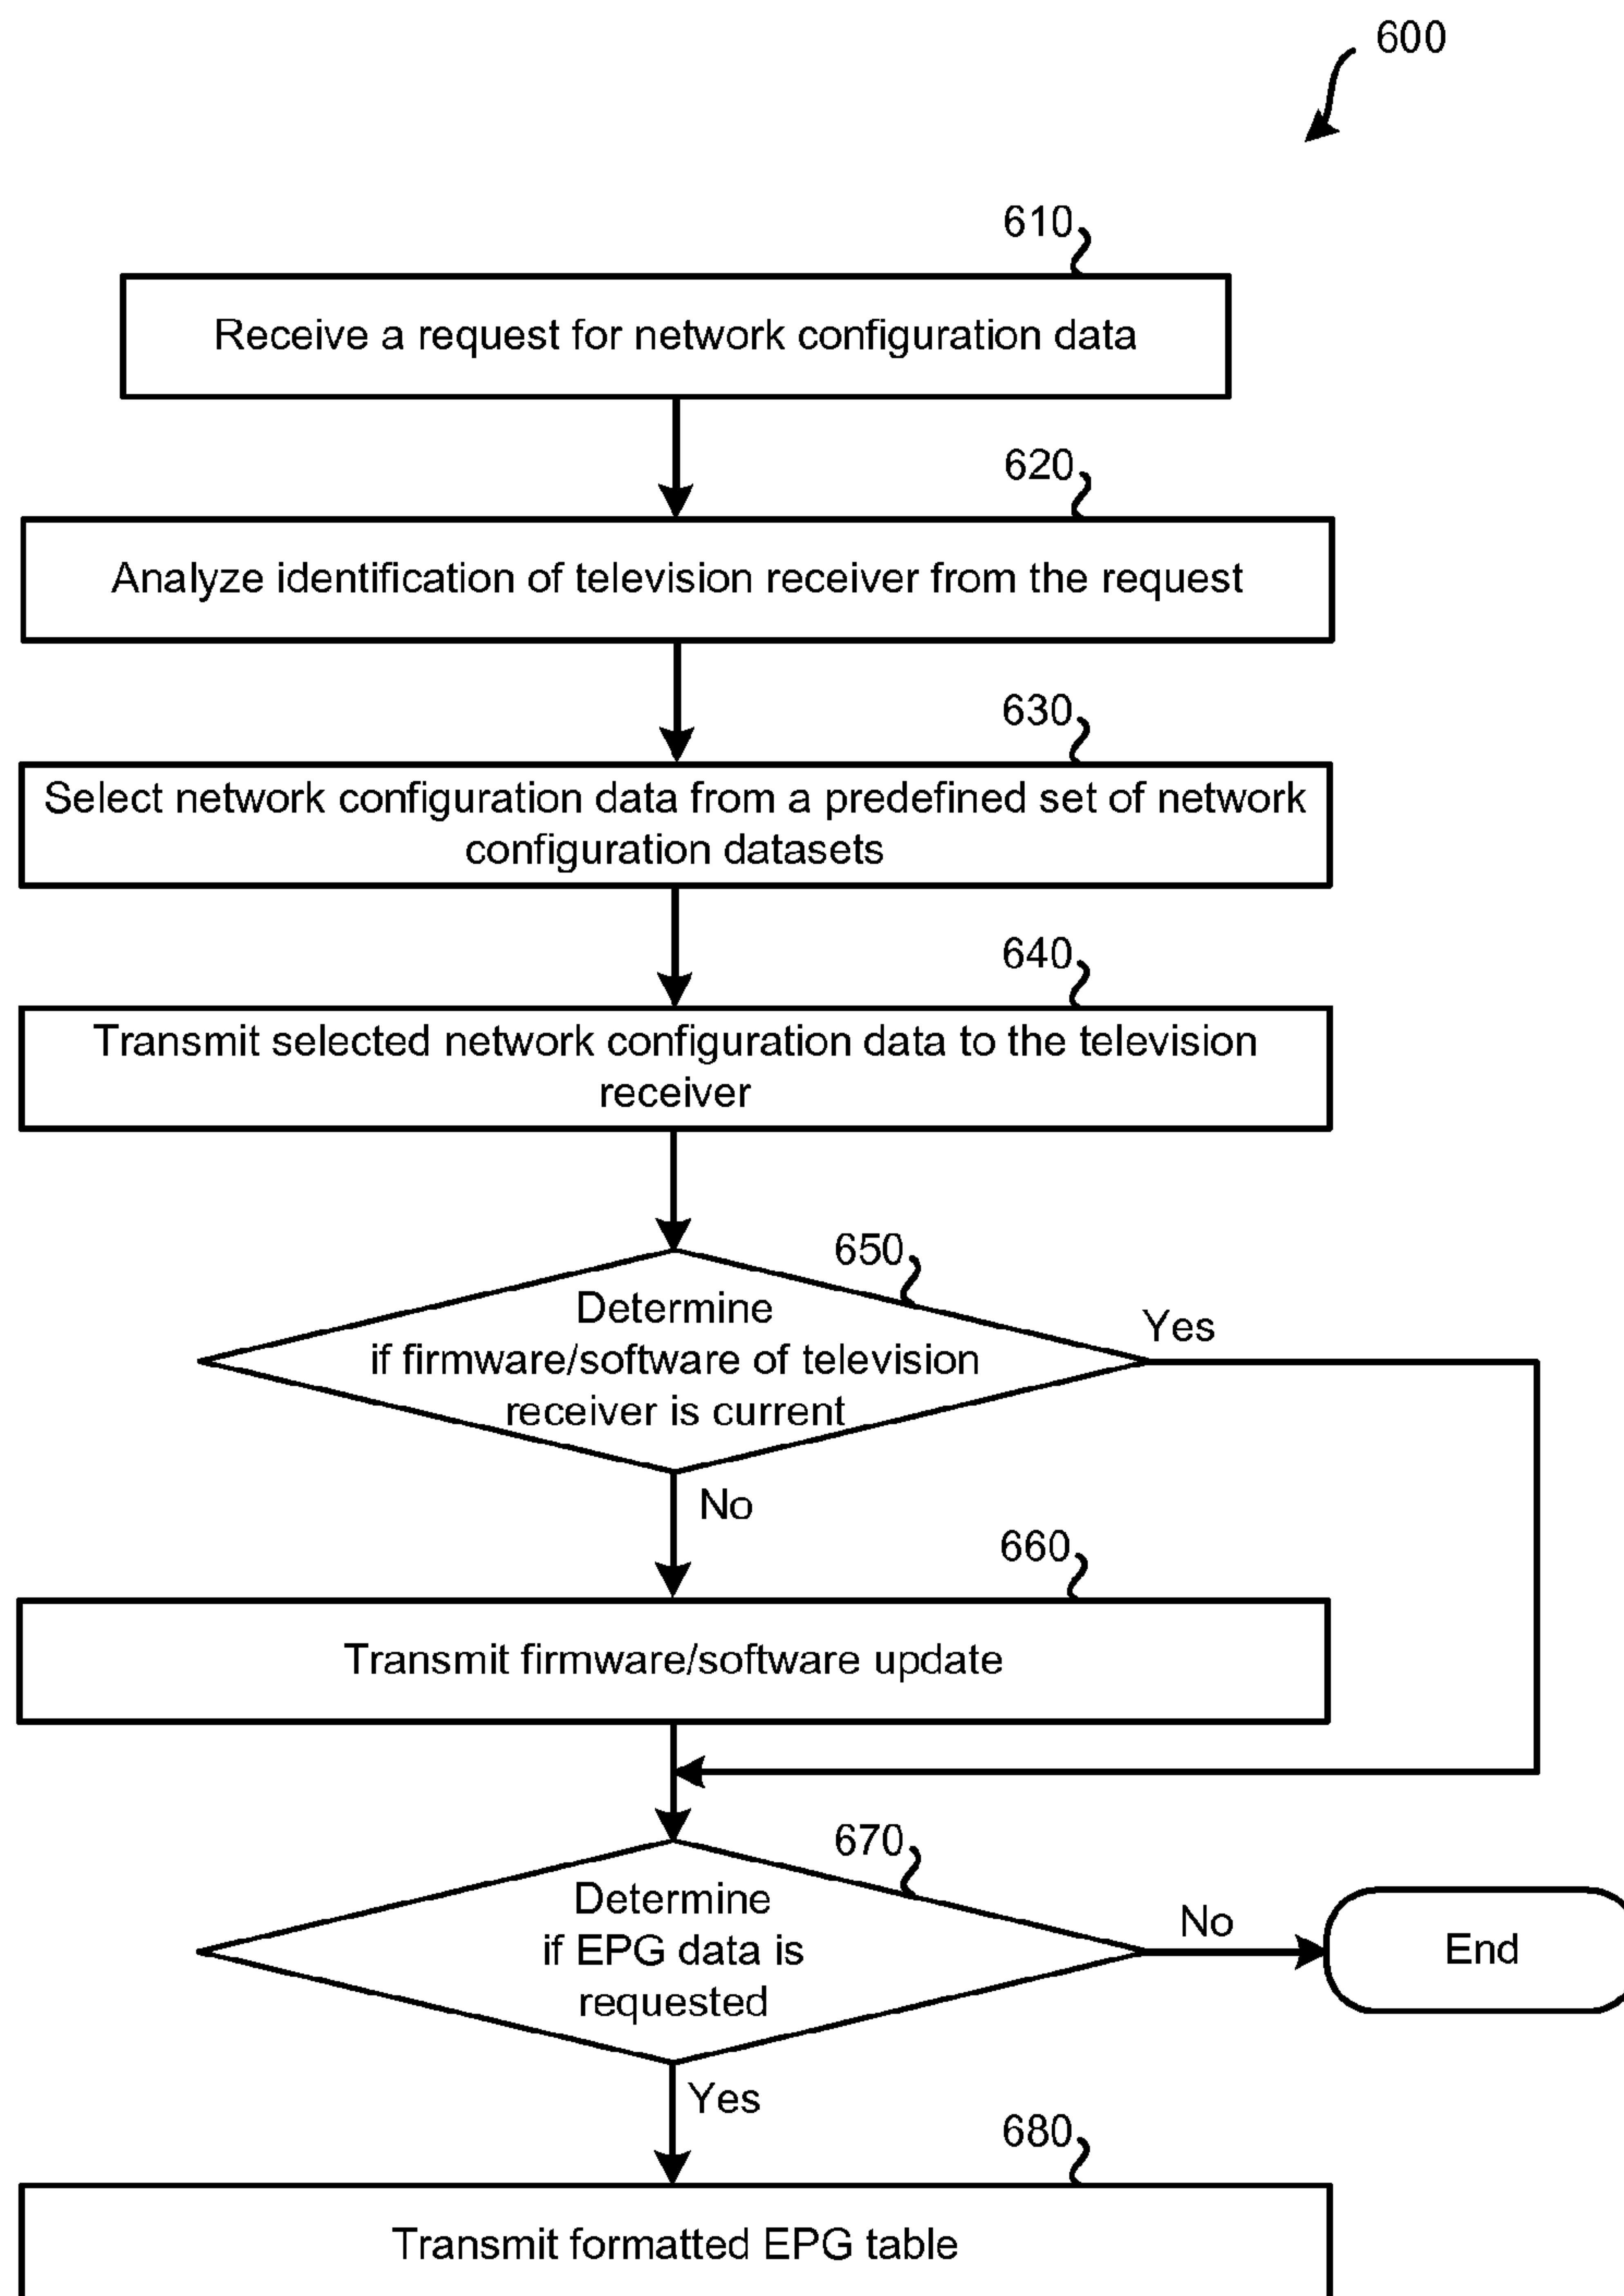 600
610
Receive a request for network configuration data
620
Analyze identification of television receiver from the request
630
Select network configuration data from a predefined set of network
configuration datasets
640
Transmit selected network configuration data to the television
receiver
650
Determine
if firmware/software of television
receiver is current
Yes
No
660
Transmit firmware/software update
670
Determine
if EPG data is
requested
No
End
Yes
680
Transmit formatted EPG table